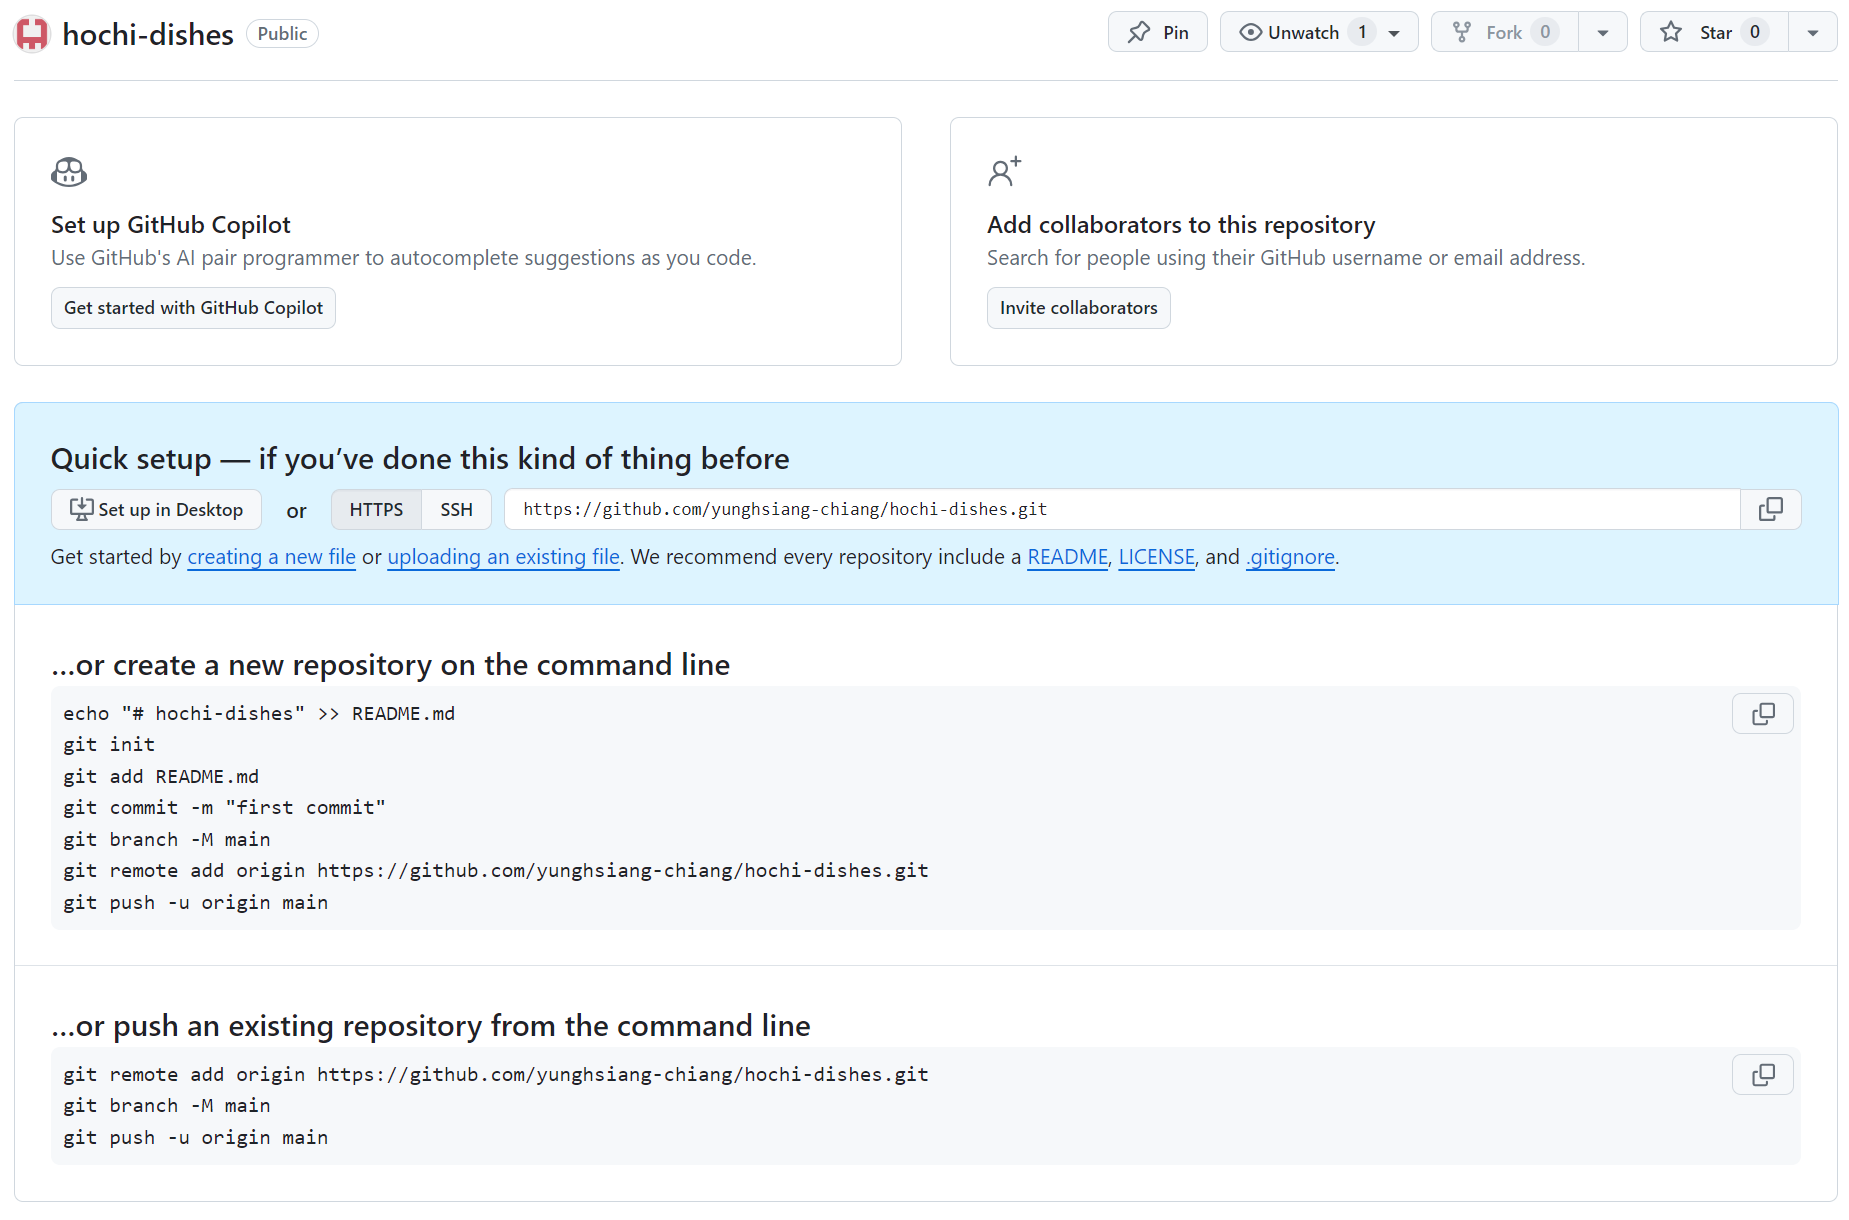 hochi-dishes Public Pin Unwatch 1 Fork 0 Star 0
Set up GitHub Copilot
Use GitHub's AI pair programmer to autocomplete suggestions as you code.
Get started with GitHub Copilot
Add collaborators to this repository
Search for people using their GitHub username or email address.
Invite collaborators
Quick setup — if you’ve done this kind of thing before
Set up in Desktop or HTTPS SSH https://github.com/yunghsiang-chiang/hochi-dishes.git
Get started by creating a new file or uploading an existing file. We recommend every repository include a README, LICENSE, and .gitignore.
…or create a new repository on the command line
echo "# hochi-dishes" >> README.md
git init
git add README.md
git commit -m "first commit"
git branch -M main
git remote add origin https://github.com/yunghsiang-chiang/hochi-dishes.git
git push -u origin main
…or push an existing repository from the command line
git remote add origin https://github.com/yunghsiang-chiang/hochi-dishes.git
git branch -M main
git push -u origin main